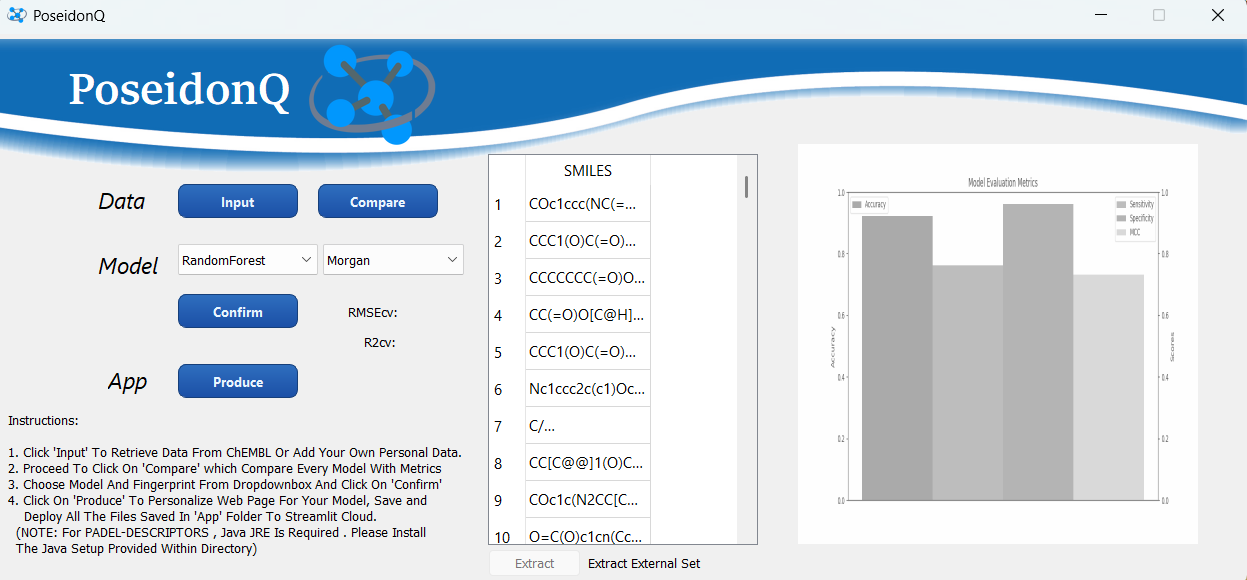 PoseidonQ
PoseidonQ
Data
Input
Compare
Model
RandomForest
Morgan
Confirm
RMSEcv:
R2cv:
App
Produce
Instructions:
1. Click 'Input' To Retrieve Data From ChEMBL Or Add Your Own Personal Data.
2. Proceed To Click On 'Compare' which Compare Every Model With Metrics
3. Choose Model And Fingerprint From Dropdownbox And Click On 'Confirm'
4. Click On 'Produce' To Personalize Web Page For Your Model, Save and
Deploy All The Files Saved In 'App' Folder To Streamlit Cloud.
(NOTE: For PADEL-DESCRIPTORS , Java JRE Is Required . Please Install
The Java Setup Provided Within Directory)
SMILES
1 COc1ccc(NC(=...
2 CCC1(O)C(=O)...
3 CCCCCCC(=O)O...
4 CC(=O)O[C@H]...
5 CCC1(O)C(=O)...
6 Nc1ccc2c(c1)Oc...
7 C/...
8 CC[C@@]1(O)C...
9 COc1c(N2CC[C...
10 O=C(O)c1cn(Cc...
Extract
Extract External Set
Model Evaluation Metrics
1.0
0.8
0.6
0.4
0.2
0.0
Accuracy
Accuracy
Sensitivity
Specificity
MCC
1.0
0.8
0.6
0.4
0.2
0.0
Scores